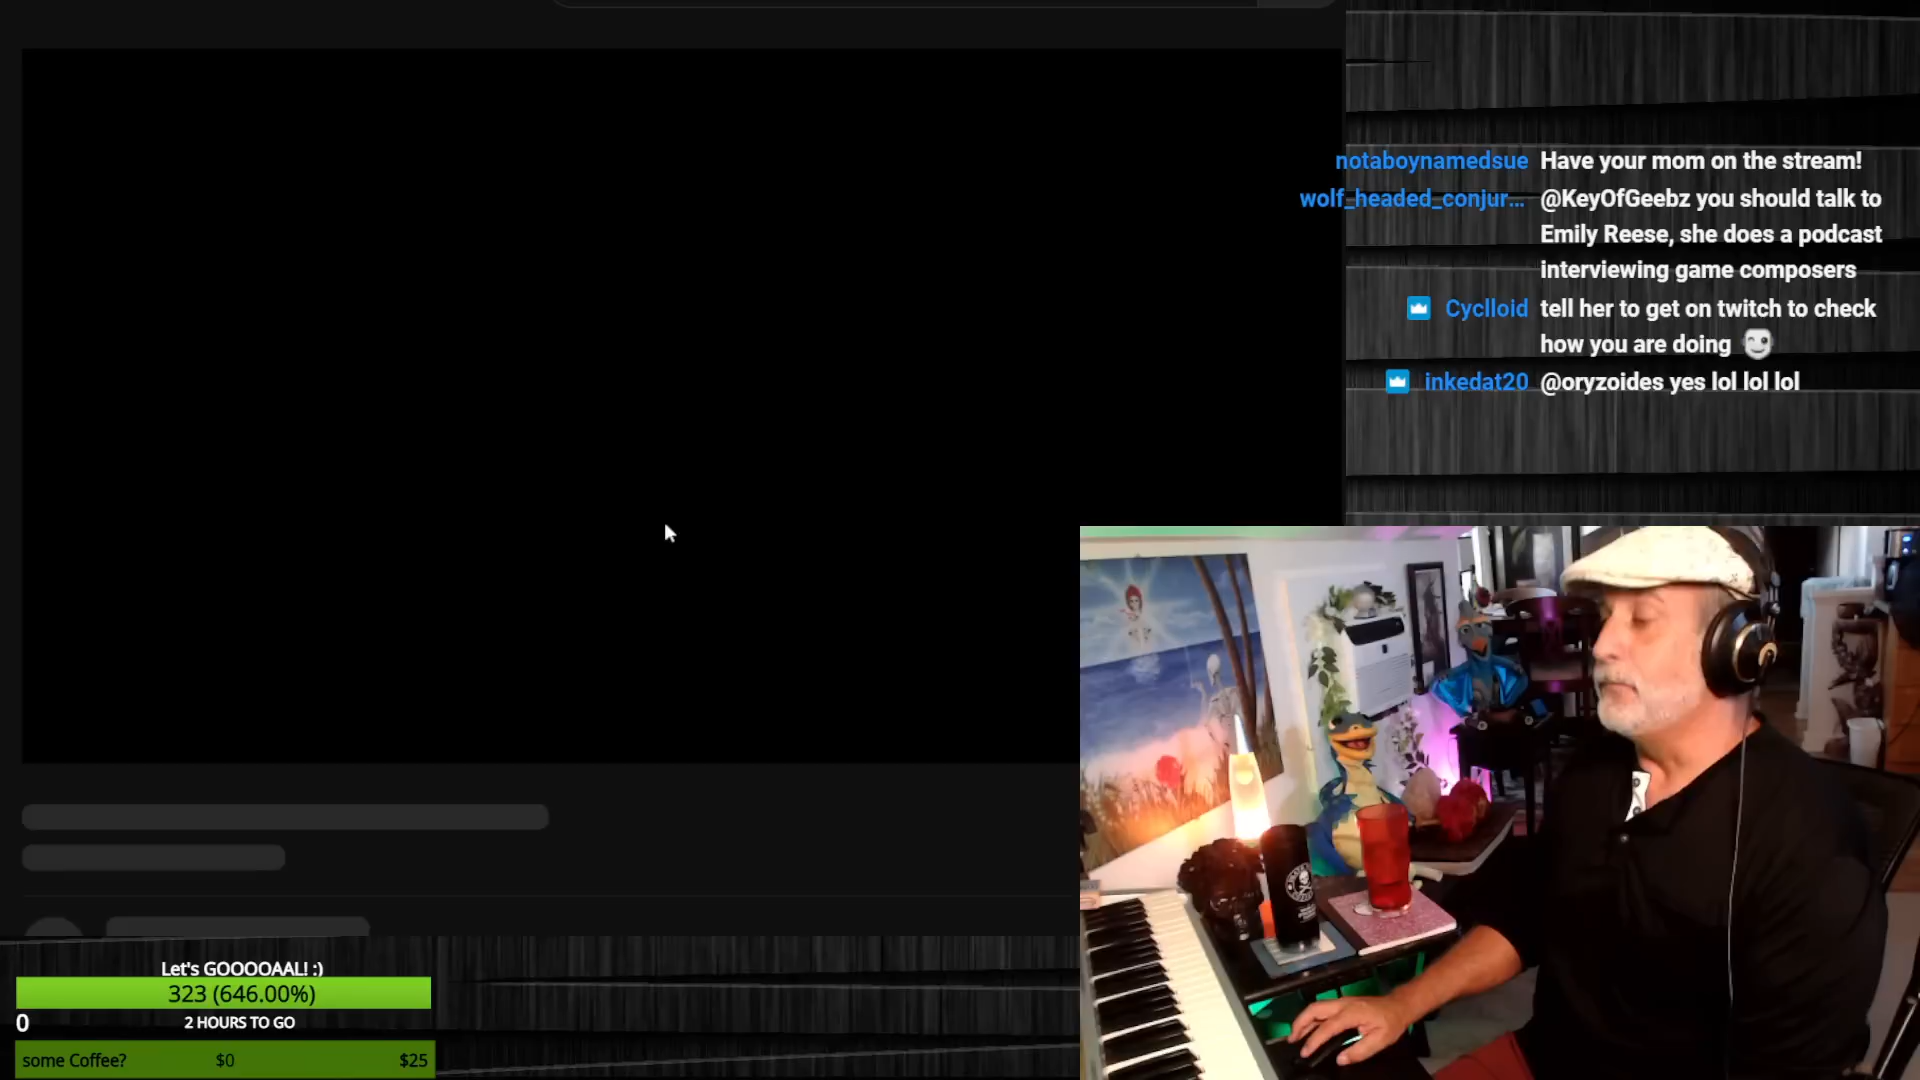 notaboynamedsue Have your mom on the stream!
wolf_headed_conjur... @KeyOfGeebz you should talk to
Emily Reese, she does a podcast
interviewing game composers
Cyclloid tell her to get on twitch to check
how you are doing
inkedat20 @oryzoides yes lol lol lol
Let's GOOOOAAL! :)
323 (646.00%)
0
2 HOURS TO GO
some Coffee? $0 $25